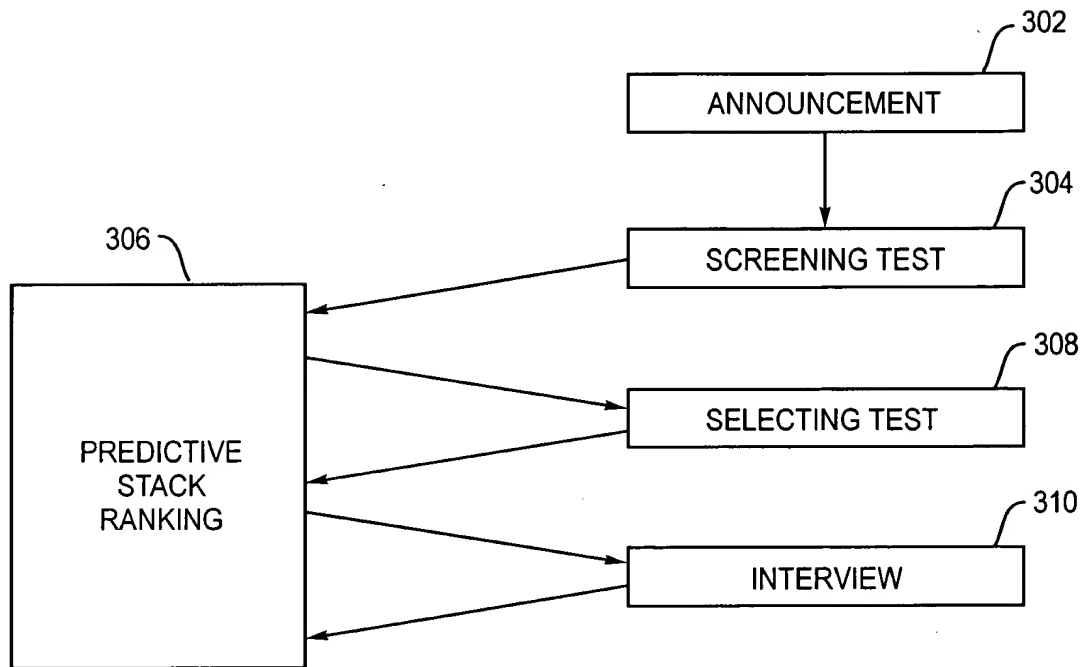 302
ANNOUNCEMENT
304
SCREENING TEST
306
PREDICTIVE
STACK
RANKING
308
SELECTING TEST
310
INTERVIEW